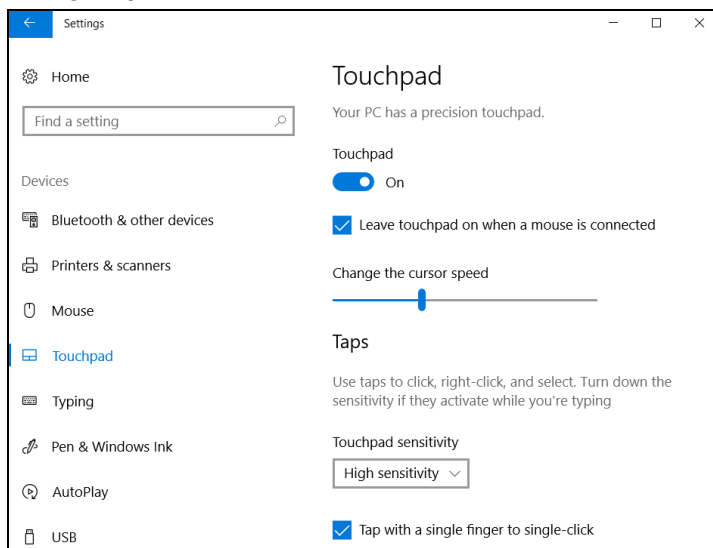 Settings
Home
Find a setting
Devices
Bluetooth & other devices
Printers & scanners
Mouse
Touchpad
Typing
Pen & Windows Ink
AutoPlay
USB
Touchpad
Your PC has a precision touchpad.
Touchpad
On
Leave touchpad on when a mouse is connected
Change the cursor speed
Taps
Use taps to click, right-click, and select. Turn down the
sensitivity if they activate while you're typing
Touchpad sensitivity
High sensitivity
Tap with a single finger to single-click